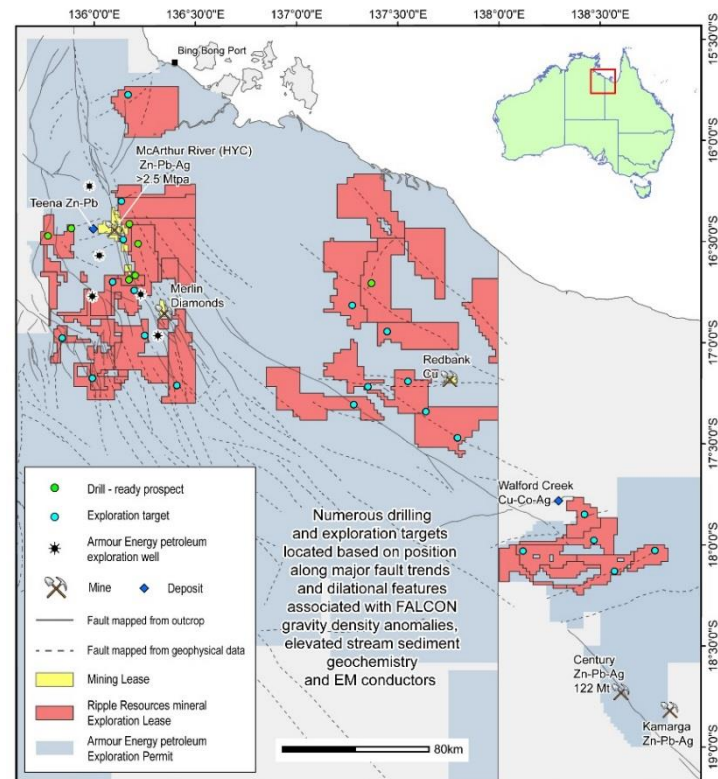 136°0'0"E 136°30'0"E 137°0'0"E 137°30'0"E 138°0'0"E 138°30'0"E
15°30'0"S
16°0'0"S
16°30'0"S
17°0'0"S
17°30'0"S
18°0'0"S
18°30'0"S
19°0'0"S
Bing Bong Port
McArthur River (HYC)
Zn-Pb-Ag
>2.5 Mtpa
Teena Zn-Pb
Merlin
Diamonds
Redbank
Cu
Walford Creek
Cu-Co-Ag
Century
Zn-Pb-Ag
122 Mt
Kamarga
Zn-Pb-Ag
Numerous drilling
and exploration targets
located based on position
along major fault trends
and dilational features
associated with FALCON
gravity density anomalies,
elevated stream sediment
geochemistry
and EM conductors
Drill - ready prospect
Exploration target
Armour Energy petroleum
exploration well
Mine Deposit
Fault mapped from outcrop
Fault mapped from geophysical data
Mining Lease
Ripple Resources mineral
Exploration Lease
Armour Energy petroleum
Exploration Permit
80km